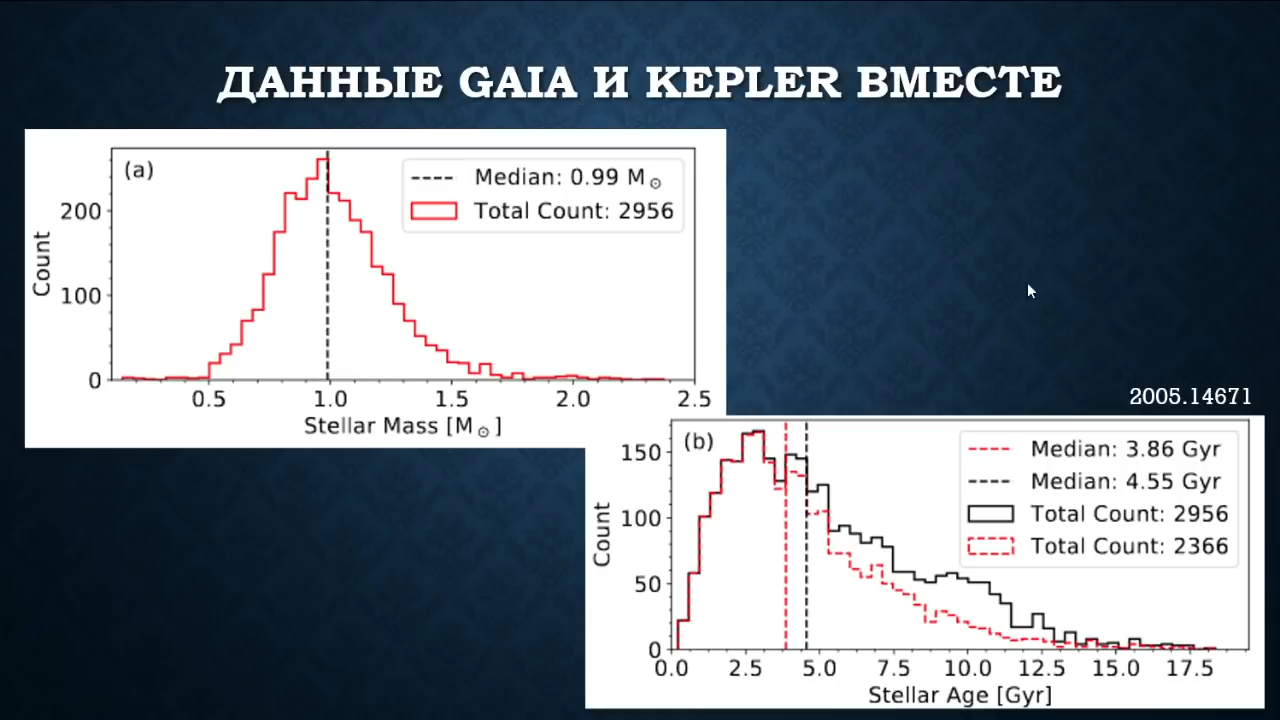 ДАННЫЕ GAIA И KEPLER ВМЕСТЕ
(a)
Median: 0.99 M⊙
Total Count: 2956
200
100
0
Count
0.5 1.0 1.5 2.0 2.5
Stellar Mass [M⊙]
2005.14671
(b)
Median: 3.86 Gyr
Median: 4.55 Gyr
Total Count: 2956
Total Count: 2366
150
100
50
0
Count
0.0 2.5 5.0 7.5 10.0 12.5 15.0 17.5
Stellar Age [Gyr]